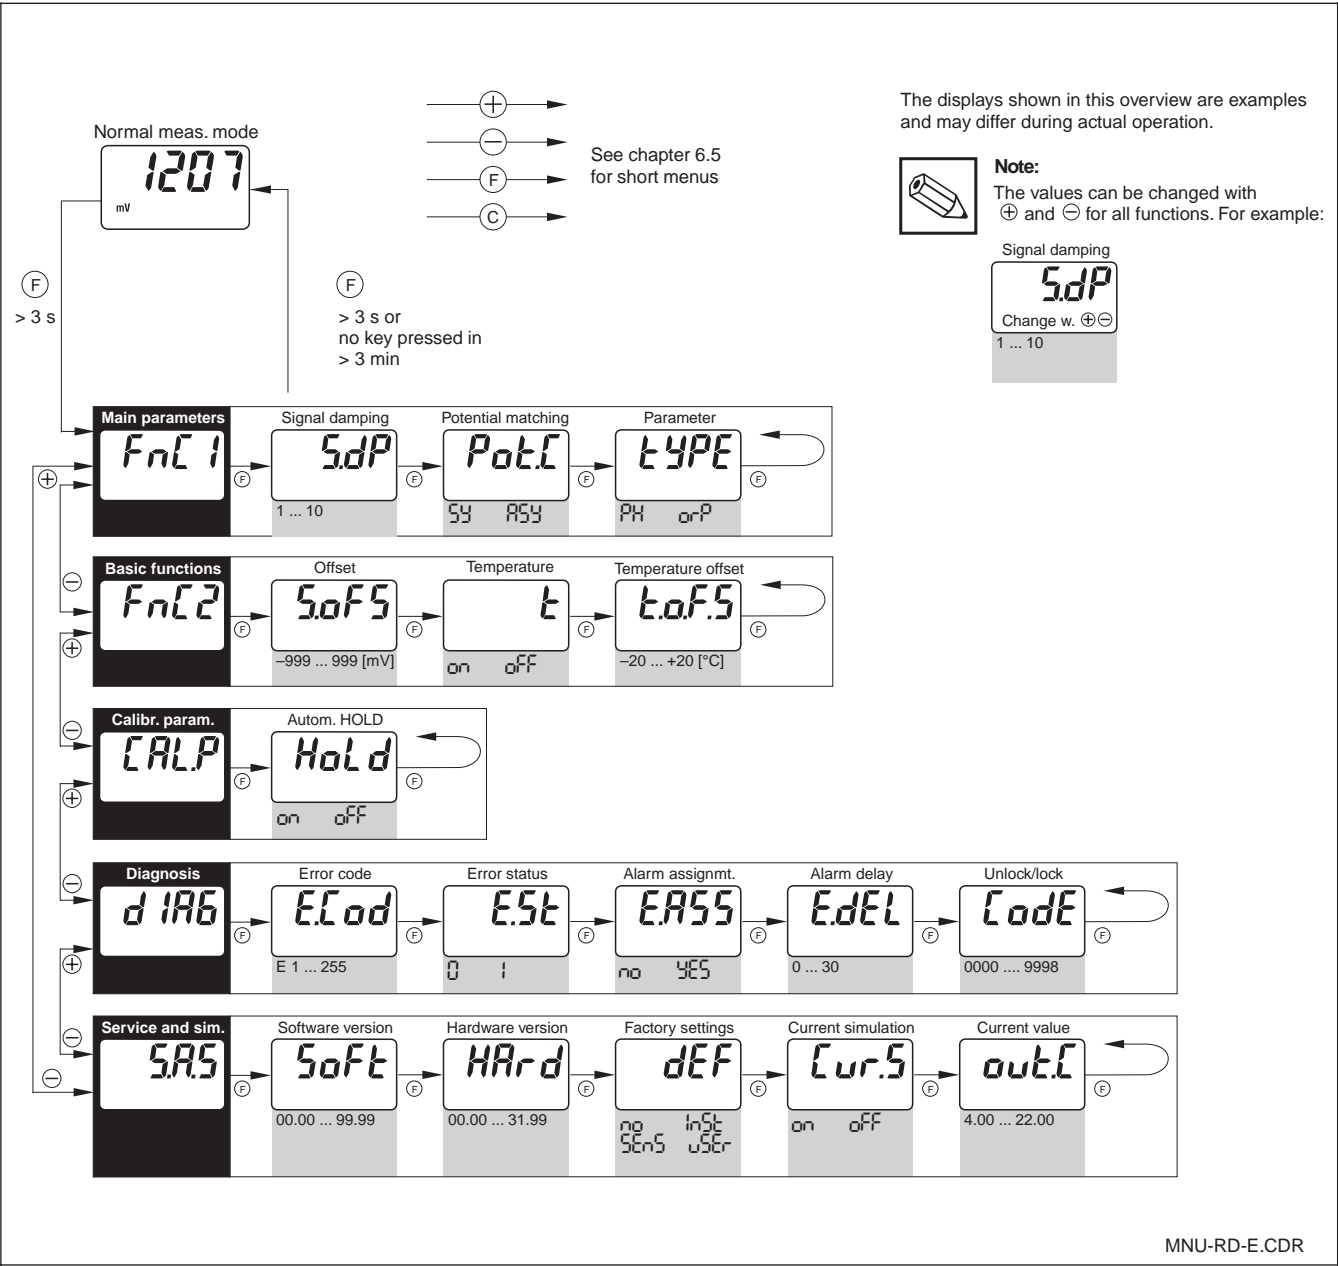 Normal meas. mode
1207
mV
+
−
F
C
See chapter 6.5
for short menus
The displays shown in this overview are examples
and may differ during actual operation.
Note:
The values can be changed with
⊕ and ⊖ for all functions. For example:
Signal damping
S.dP
Change w. ⊕⊖
1 ... 10
F
> 3 s
F
> 3 s or
no key pressed in
> 3 min
Main parameters Signal damping Potential matching Parameter
FnC1 S.dP Pot.C tYPE
+ F F F F
1 ... 10 SY ASY PH orP
−
Basic functions Offset Temperature Temperature offset
FnC2 S.oFS t t.o.F.S
+ F F F F
–999 ... 999 [mV] on oFF –20 ... +20 [°C]
−
Calibr. param. Autom. HOLD
CAL.P HoLd
+ F F
on oFF
−
Diagnosis Error code Error status Alarm assignmt. Alarm delay Unlock/lock
dIAG E.Cod E.St E.ASS E.dEL CodE
+ F F F F F F
E 1 ... 255 0 1 no YES 0 ... 30 0000 .... 9998
−
Service and sim. Software version Hardware version Factory settings Current simulation Current value
S.A.S SoFt HArd dEF Cur.S out.C
− F F F F F F
00.00 ... 99.99 00.00 ... 31.99 no InSt on oFF 4.00 ... 22.00
SEnS uSEr
MNU-RD-E.CDR